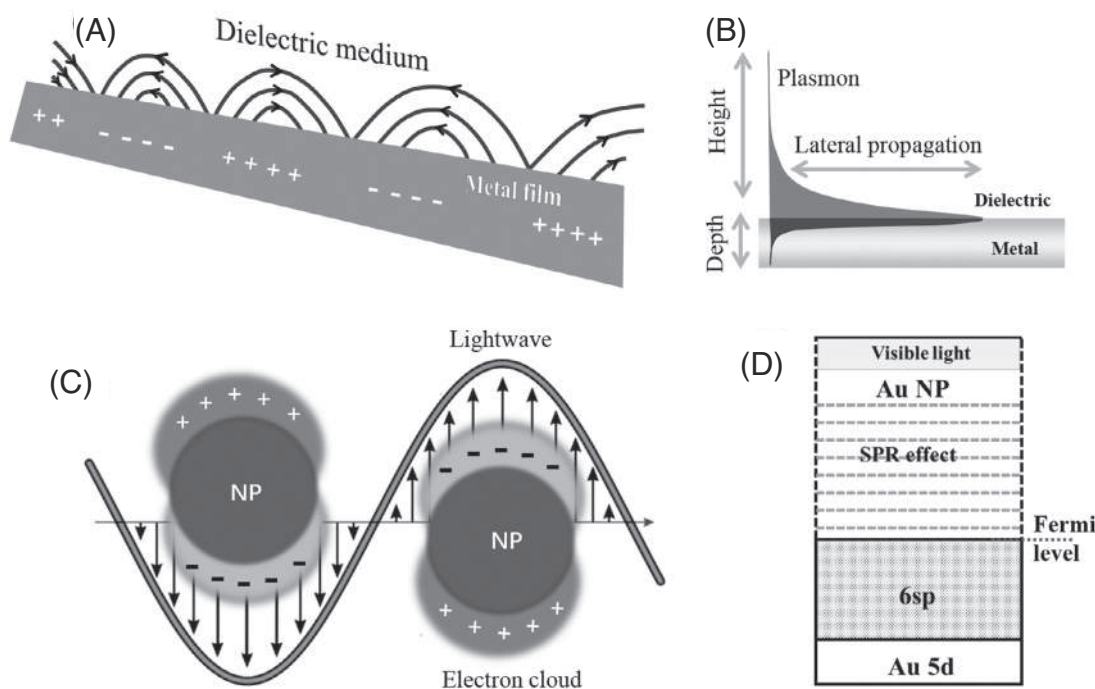 (A)
Dielectric medium
++
- - - -
++++
- - - -
Metal film
++++
(B)
Plasmon
Height
Lateral propagation
Dielectric
Depth
Metal
(C)
Lightwave
+ + + + +
NP
- - - - -
- - - - -
NP
+ + + + +
Electron cloud
(D)
Visible light
Au NP
SPR effect
Fermi
level
6sp
Au 5d